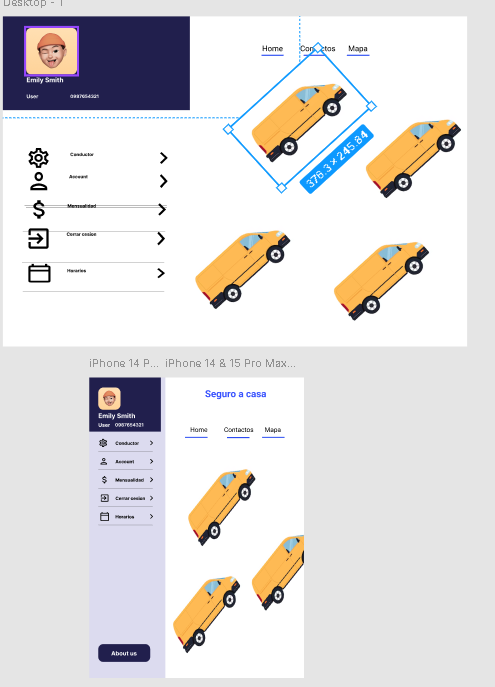 Desktop - 1
Home Contactos Mapa
Emily Smith
User 0997654321
Conductor
Account
Mensualidad
Cerrar sesion
Horarios
376.3 × 245.84
iPhone 14 P... iPhone 14 & 15 Pro Max...
Emily Smith
User 0997654321
Conductor
Account
Mensualidad
Cerrar sesion
Horarios
About us
Seguro a casa
Home Contactos Mapa